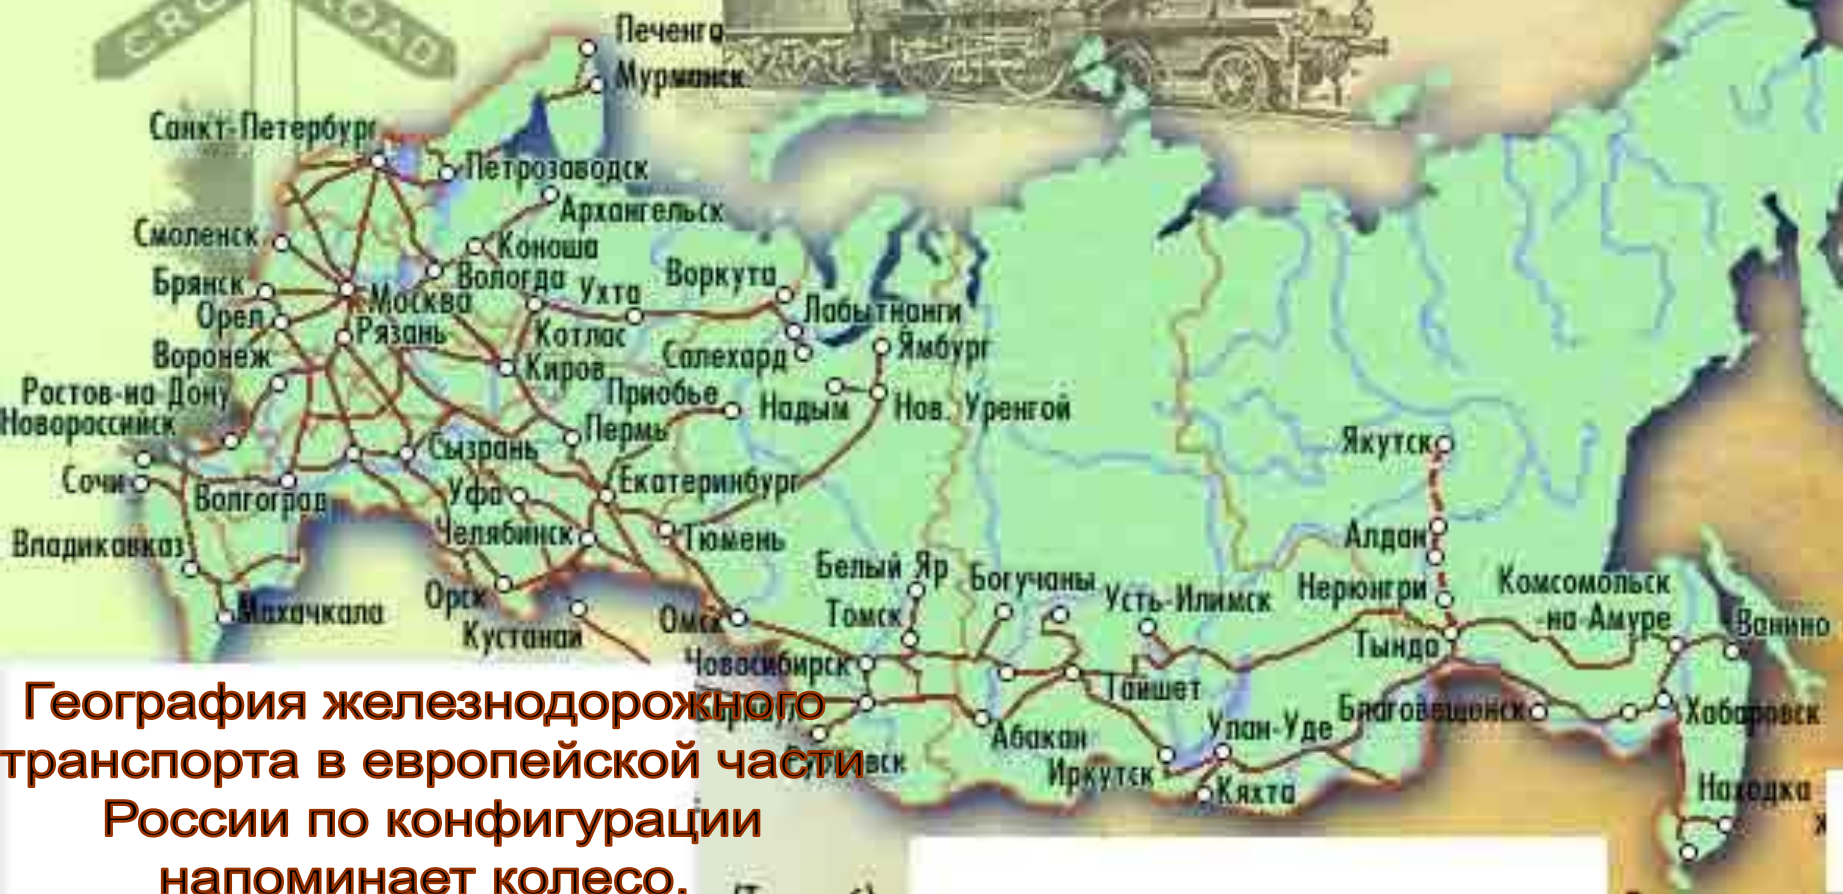 Печенга
Мурманск
Санкт-Петербург
Петрозаводск
Архангельск
Смоленск
Коноша
Вологда
Ухта
Воркута
Брянск
Москва
Лабытнанги
Орел
Рязань
Котлас
Салехард
Ямбург
Воронеж
Киров
Приобье
Надым
Нов. Уренгой
Ростов-на-Дону
Новороссийск
Пермь
Якутск
Сызрань
Сочи
Волгоград
Уфа
Екатеринбург
Челябинск
Тюмень
Алдан
Владикавказ
Белый Яр
Богучаны
Усть-Илимск
Нерюнгри
Комсомольск
-на-Амуре
Ванино
Махачкала
Орск
Кустанай
Омск
Томск
Тында
Новосибирск
Тайшет
Благовещенск
Хабаровск
Абакан
Улан-Уде
Иркутск
Кяхта
Находка
География железнодорожного
транспорта в европейской части
России по конфигурации
напоминает колесо.